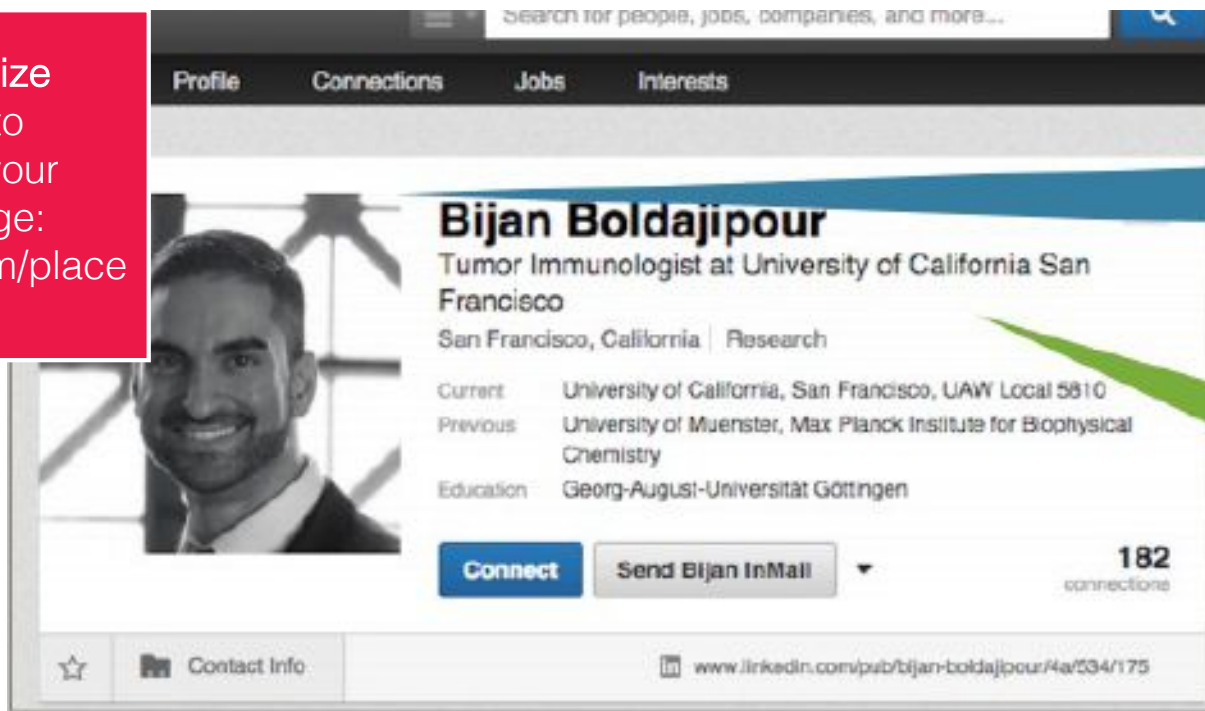 Search for people, jobs, companies, and more...
ize
to
your
ge:
m/place
Profile Connections Jobs Interests
Bijan Boldajipour
Tumor Immunologist at University of California San
Francisco
San Francisco, California | Research
Current University of California, San Francisco, UAW Local 5810
Previous University of Muenster, Max Planck Institute for Biophysical
Chemistry
Education Georg-August-Universität Göttingen
Connect Send Bijan InMail
182
connections
Contact Info www.linkedin.com/pub/bijan-boldajipour/4a/534/175